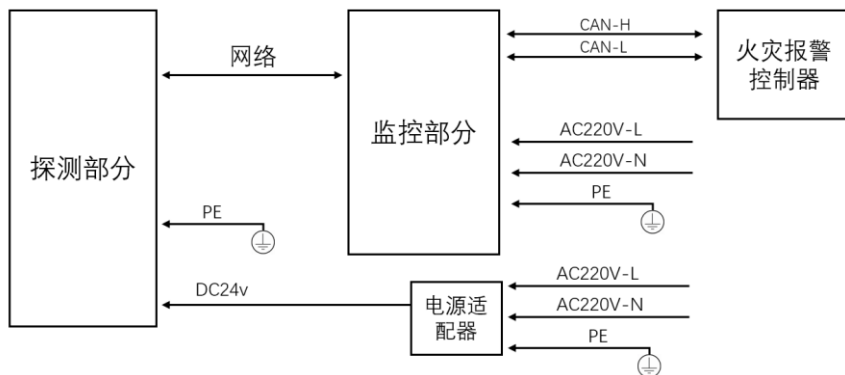 CAN-H
CAN-L
火灾报警
控制器
网络
监控部分
探测部分
AC220V-L
AC220V-N
PE
PE
DC24v
电源适
配器
AC220V-L
AC220V-N
PE